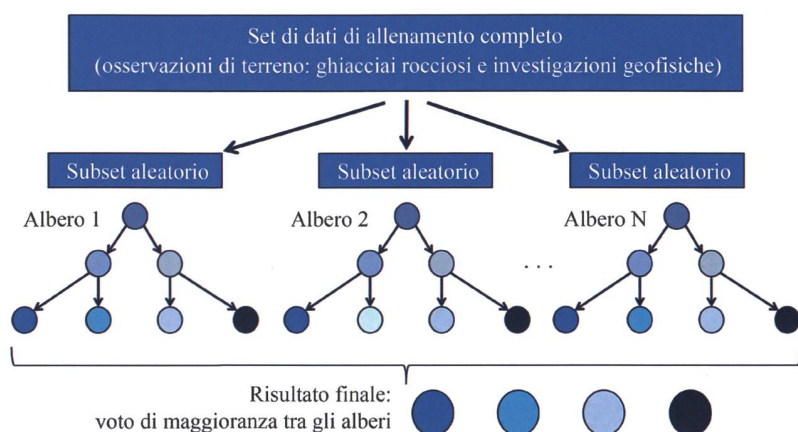 Set di dati di allenamento completo
(osservazioni di terreno: ghiacciai rocciosi e investigazioni geofisiche)
Subset aleatorio
Subset aleatorio
Subset aleatorio
Albero 1
Albero 2
Albero N
. . .
Risultato finale:
voto di maggioranza tra gli alberi